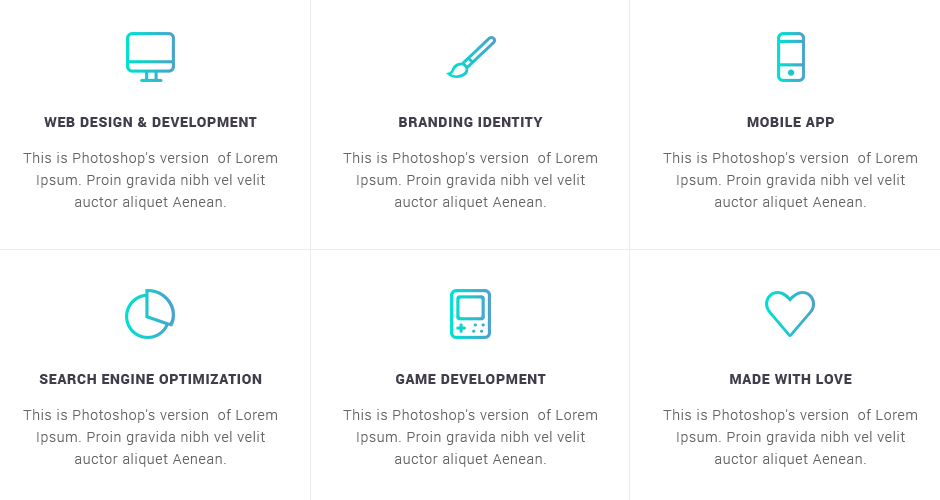 WEB DESIGN & DEVELOPMENT
This is Photoshop's version  of Lorem
Ipsum. Proin gravida nibh vel velit
auctor aliquet Aenean.
BRANDING IDENTITY
This is Photoshop's version  of Lorem
Ipsum. Proin gravida nibh vel velit
auctor aliquet Aenean.
MOBILE APP
This is Photoshop's version  of Lorem
Ipsum. Proin gravida nibh vel velit
auctor aliquet Aenean.
SEARCH ENGINE OPTIMIZATION
This is Photoshop's version  of Lorem
Ipsum. Proin gravida nibh vel velit
auctor aliquet Aenean.
GAME DEVELOPMENT
This is Photoshop's version  of Lorem
Ipsum. Proin gravida nibh vel velit
auctor aliquet Aenean.
MADE WITH LOVE
This is Photoshop's version  of Lorem
Ipsum. Proin gravida nibh vel velit
auctor aliquet Aenean.